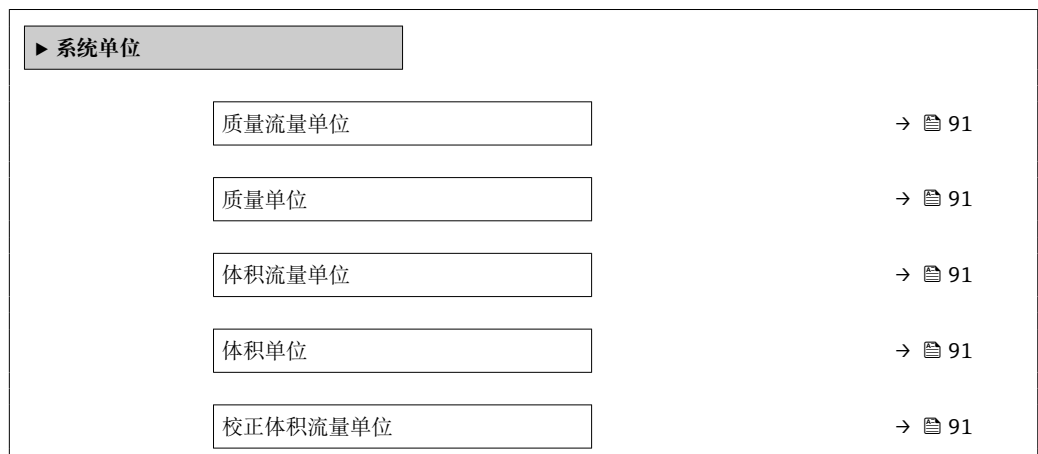 ▶ 系统单位
质量流量单位 → 91
质量单位 → 91
体积流量单位 → 91
体积单位 → 91
校正体积流量单位 → 91